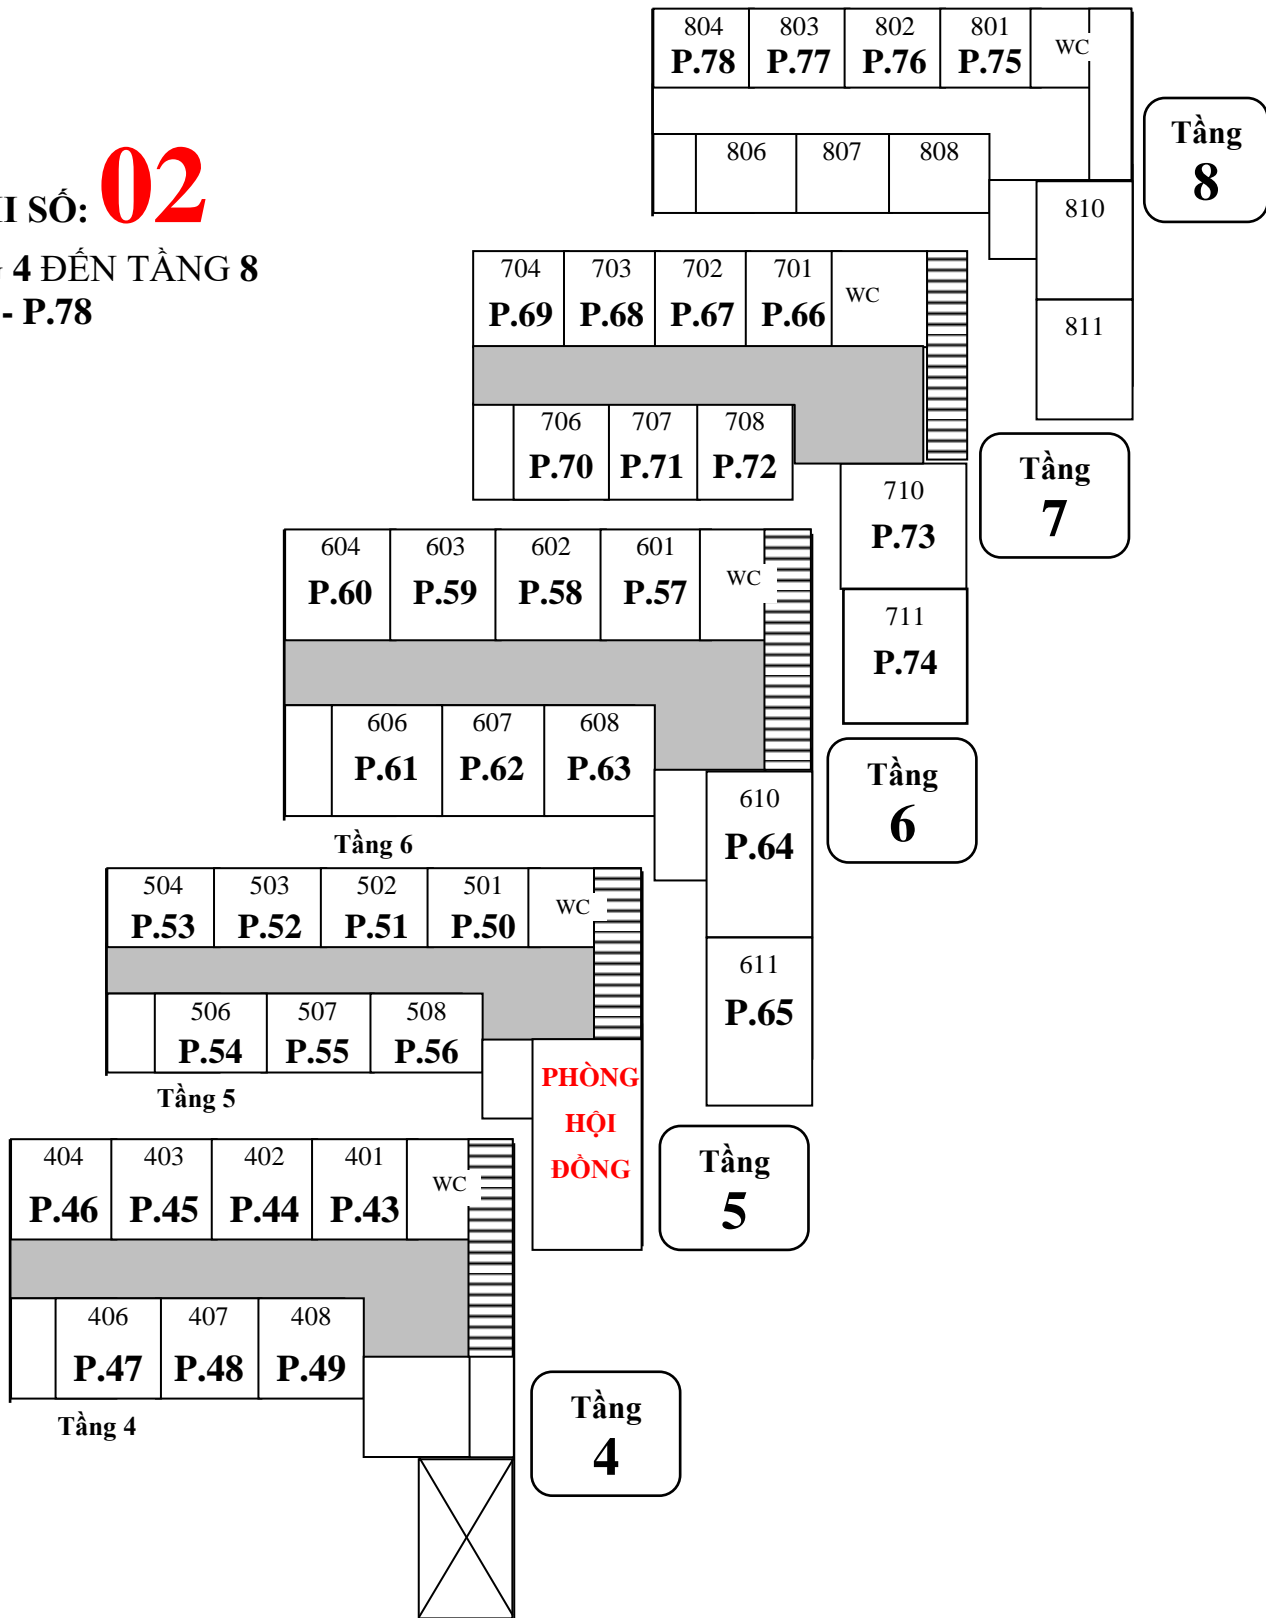 804 803 802 801 WC
P.78 P.77 P.76 P.75
Tầng
8
806 807 808
810
811
SỐ: 02
4 ĐẾN TẦNG 8
- P.78
704 703 702 701 WC
P.69 P.68 P.67 P.66
706 707 708
P.70 P.71 P.72
Tầng
7
710
P.73
711
P.74
604 603 602 601 WC
P.60 P.59 P.58 P.57
606 607 608
P.61 P.62 P.63
Tầng 6
Tầng
6
610
P.64
611
P.65
504 503 502 501 WC
P.53 P.52 P.51 P.50
506 507 508
P.54 P.55 P.56
Tầng 5
PHÒNG
HỘI
ĐỒNG
Tầng
5
404 403 402 401 WC
P.46 P.45 P.44 P.43
406 407 408
P.47 P.48 P.49
Tầng 4
Tầng
4